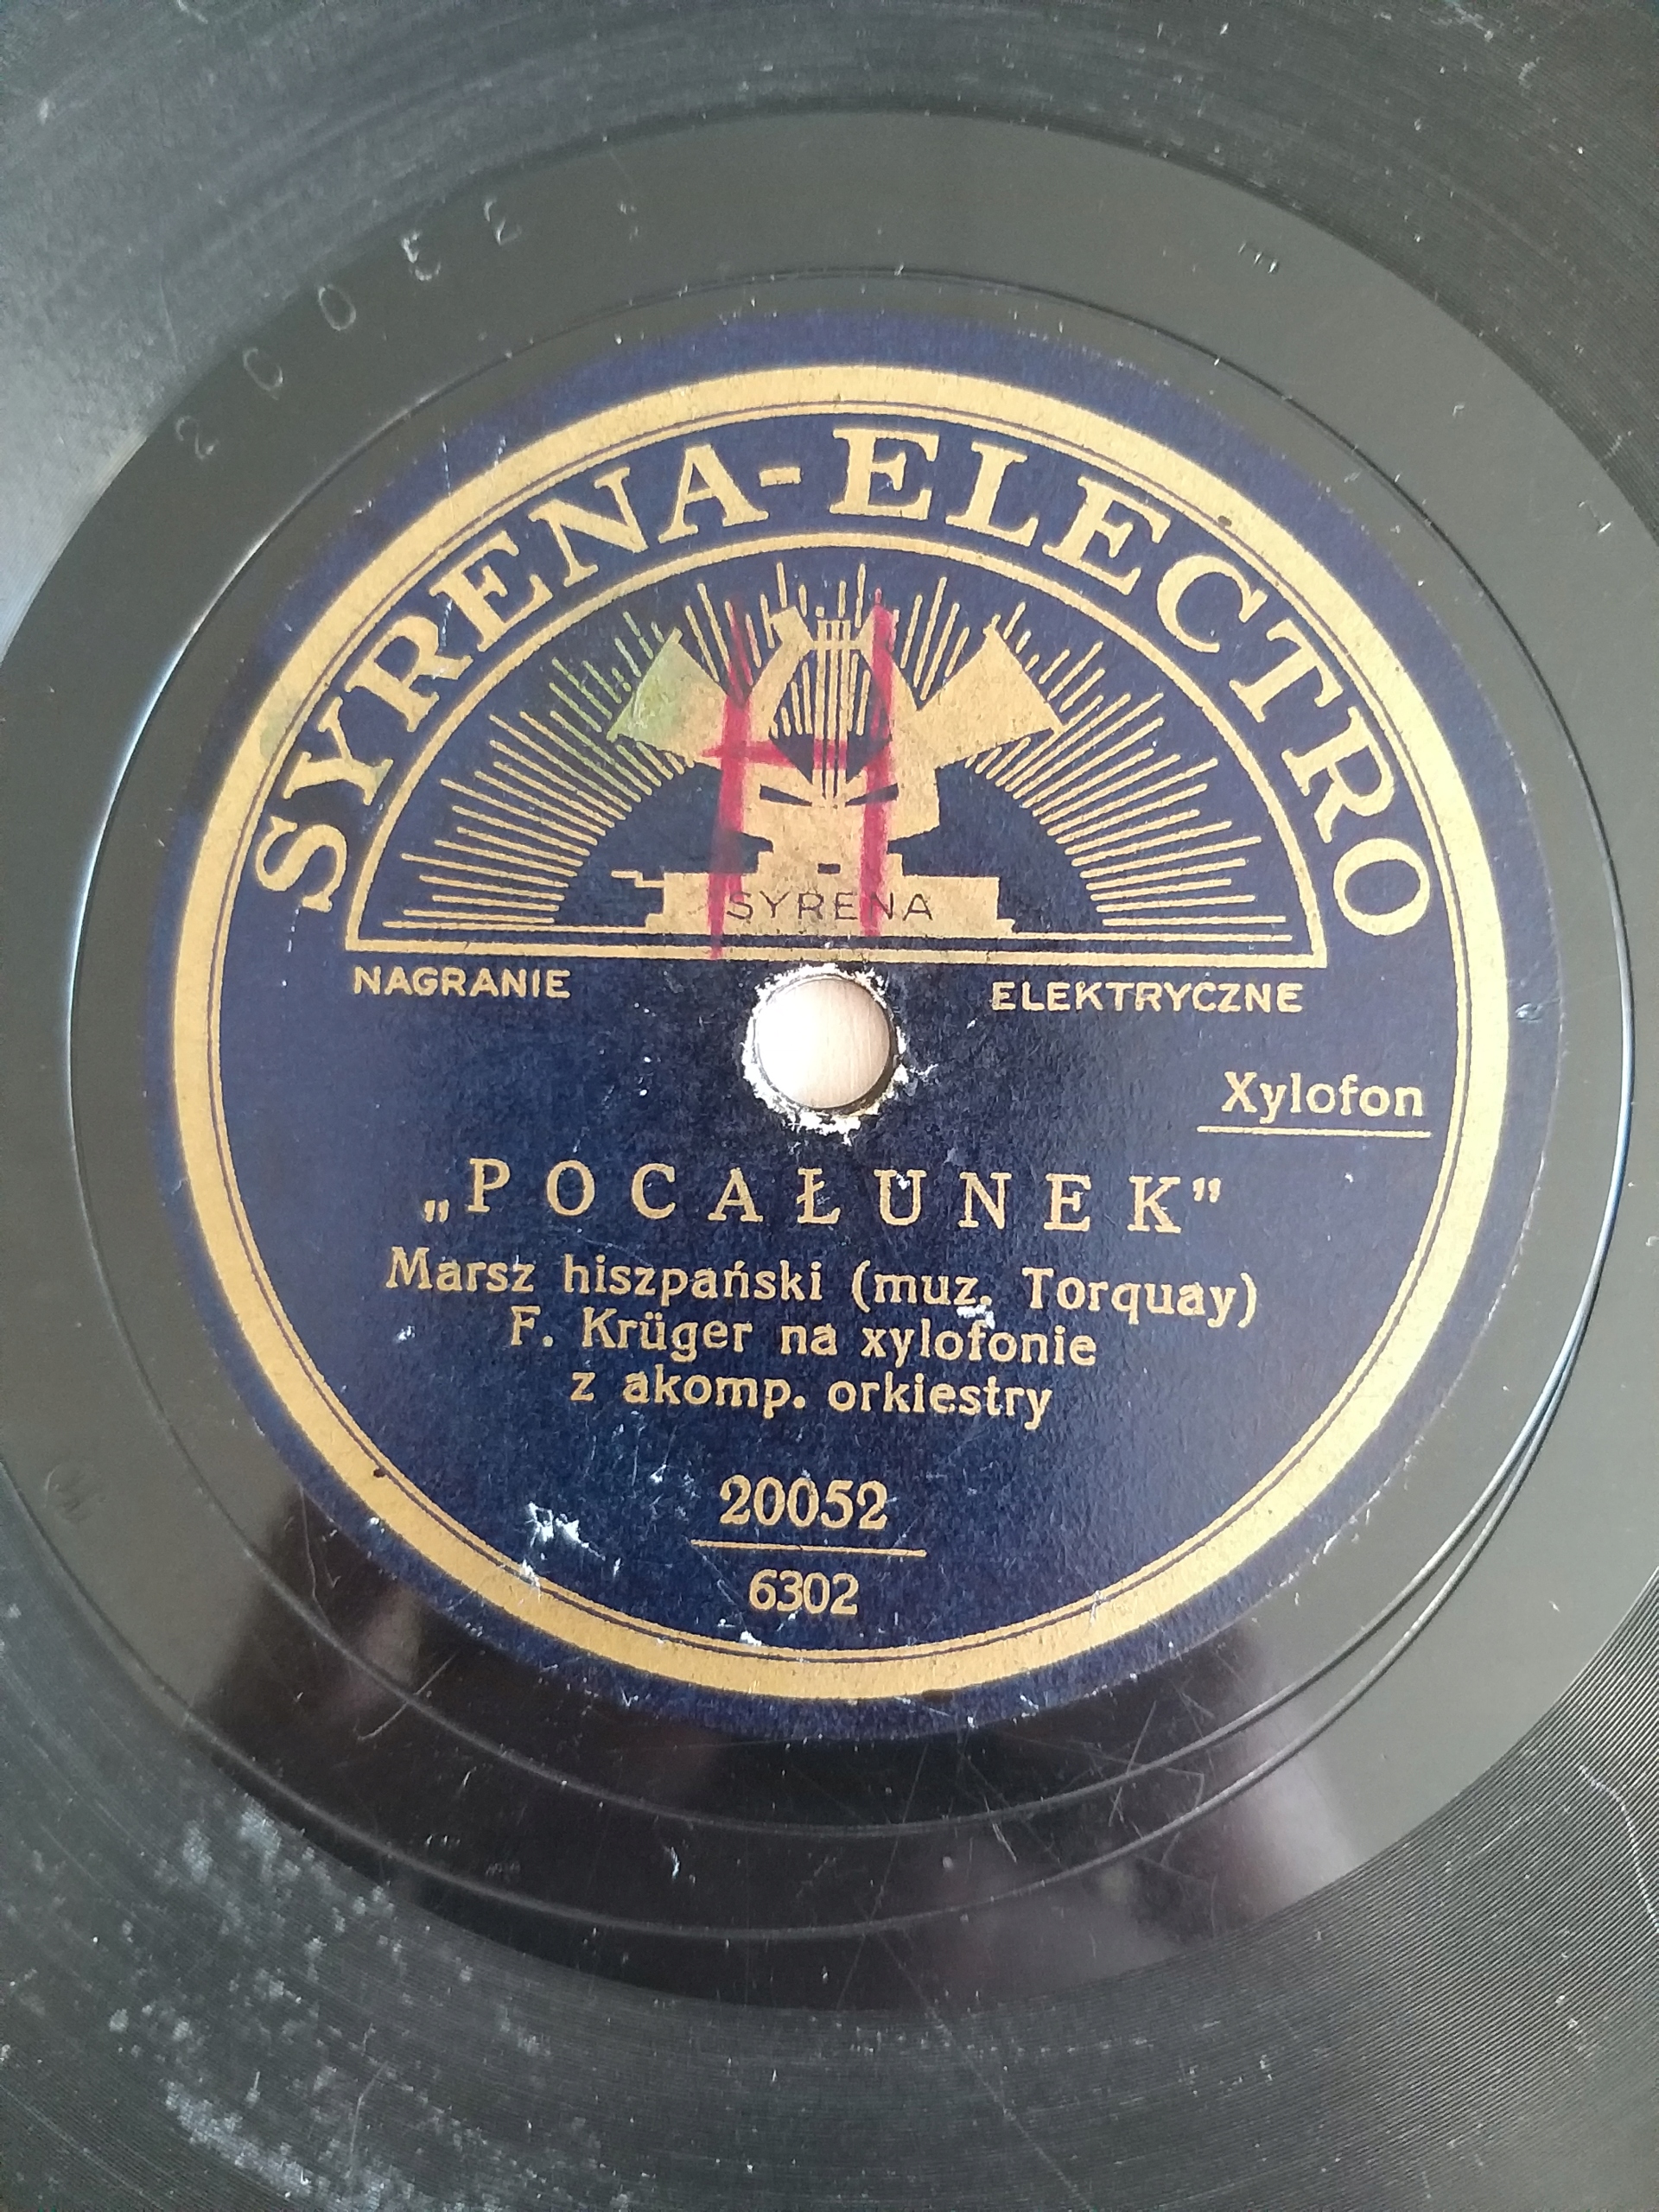 SYRENA-ELECTRO
SYRENA
NAGRANIE ELEKTRYCZNE
Xylofon
„POCAŁUNEK”
Marsz hiszpański (muz. Torquay)
F. Krüger na xylofonie
z akomp. orkiestry
20052
6302